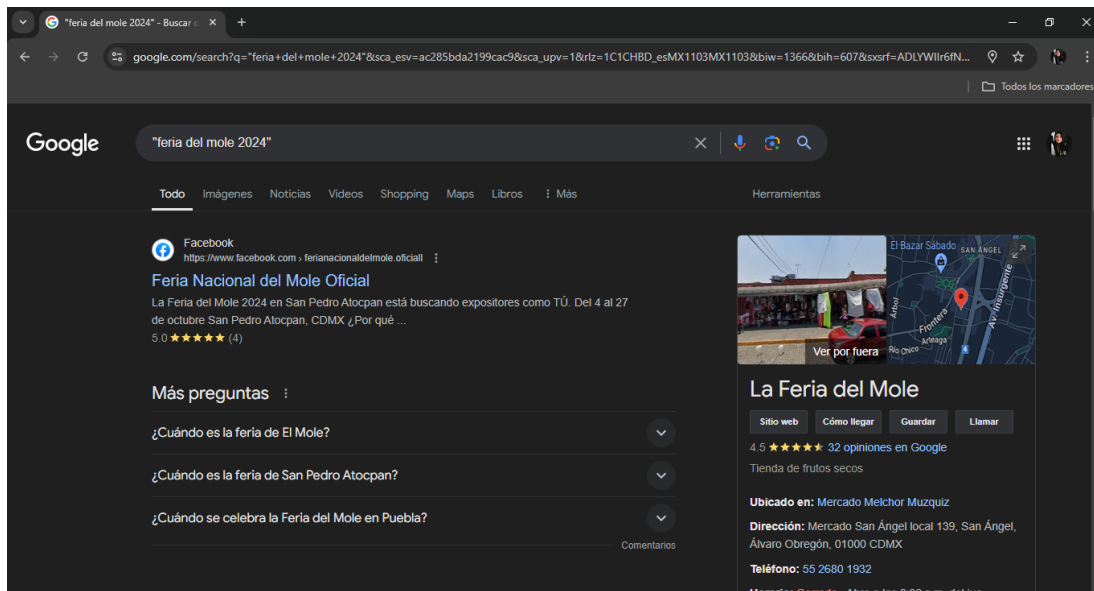 "feria del mole 2024" - Buscar c
google.com/search?q="feria+del+mole+2024"&sca_esv=ac285bda2199cac9&sca_upv=1&rlz=1C1CHBD_esMX1103MX1103&biw=1366&bih=607&sxsrf=ADLYWIIr6fN...
Todos los marcadores
Google
"feria del mole 2024"
Todo Imágenes Noticias Videos Shopping Maps Libros Más Herramientas
Facebook
https://www.facebook.com › ferianacionaldelmole.oficiall
Feria Nacional del Mole Oficial
La Feria del Mole 2024 en San Pedro Atocpan está buscando expositores como TÚ. Del 4 al 27
de octubre San Pedro Atocpan, CDMX ¿Por qué ...
5.0 (4)
Más preguntas
¿Cuándo es la feria de El Mole?
¿Cuándo es la feria de San Pedro Atocpan?
¿Cuándo se celebra la Feria del Mole en Puebla?
Comentarios
Ver por fuera
El Bazar Sábado
SAN ÁNGEL
Árbol
Frontera
Arteaga
Río Chico
Av. Insurgente
La Feria del Mole
Sitio web Cómo llegar Guardar Llamar
4.5 32 opiniones en Google
Tienda de frutos secos
Ubicado en: Mercado Melchor Muzquiz
Dirección: Mercado San Ángel local 139, San Ángel,
Álvaro Obregón, 01000 CDMX
Teléfono: 55 2680 1932